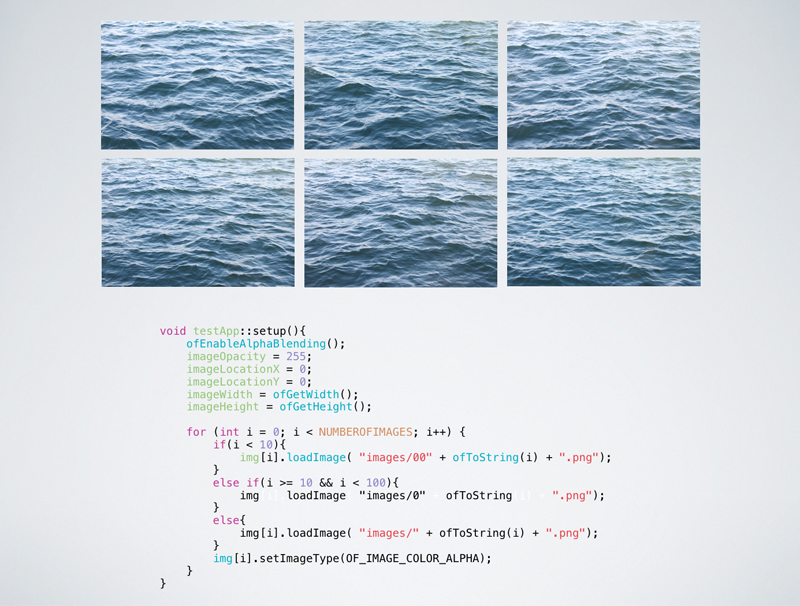 void testApp::setup(){
ofEnableAlphaBlending();
imageOpacity = 255;
imageLocationX = 0;
imageLocationY = 0;
imageWidth = ofGetWidth();
imageHeight = ofGetHeight();
for (int i = 0; i < NUMBEROFIMAGES; i++) {
if(i < 10){
img[i].loadImage( "images/00" + ofToString(i) + ".png");
}
else if(i >= 10 && i < 100){
img[i].loadImage( "images/0" + ofToString(i) + ".png");
}
else{
img[i].loadImage( "images/" + ofToString(i) + ".png");
}
img[i].setImageType(OF_IMAGE_COLOR_ALPHA);
}
}